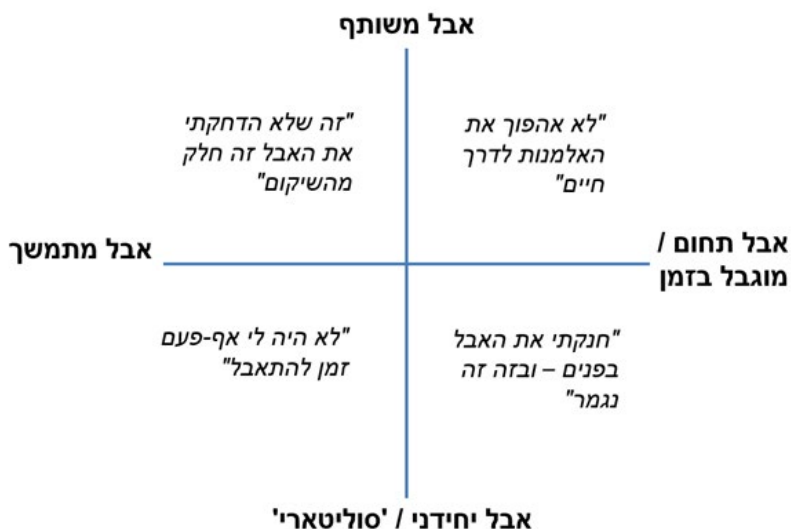 אבל משותף
"לא אהפוך את
האלמנות לדרך
חיים"
"זה שלא הדחקתי
את האבל זה חלק
מהשיקום"
אבל תחום /
מוגבל בזמן
אבל מתמשך
"חנקתי את האבל
בפנים – ובזה זה
נגמר"
"לא היה לי אף-פעם
זמן להתאבל"
אבל יחידני / 'סוליטארי'